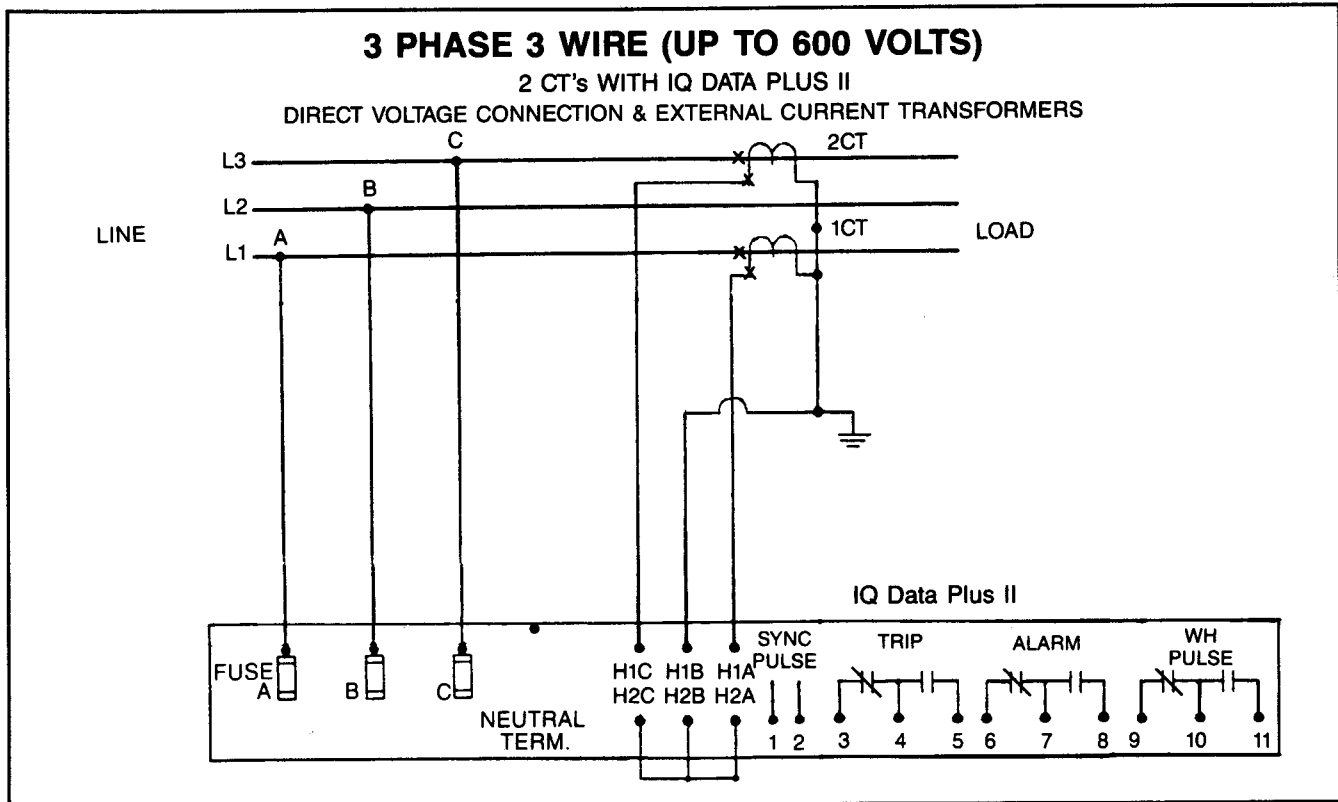 3 PHASE 3 WIRE (UP TO 600 VOLTS)
2 CT's WITH IQ DATA PLUS II
DIRECT VOLTAGE CONNECTION & EXTERNAL CURRENT TRANSFORMERS
C
2CT
L3
B
L2
LINE
A
1CT
LOAD
L1
IQ Data Plus II
FUSE
A
B
C
NEUTRAL
TERM.
H1C H1B H1A
H2C H2B H2A
SYNC
PULSE
TRIP
ALARM
WH
PULSE
1 2 3 4 5 6 7 8 9 10 11